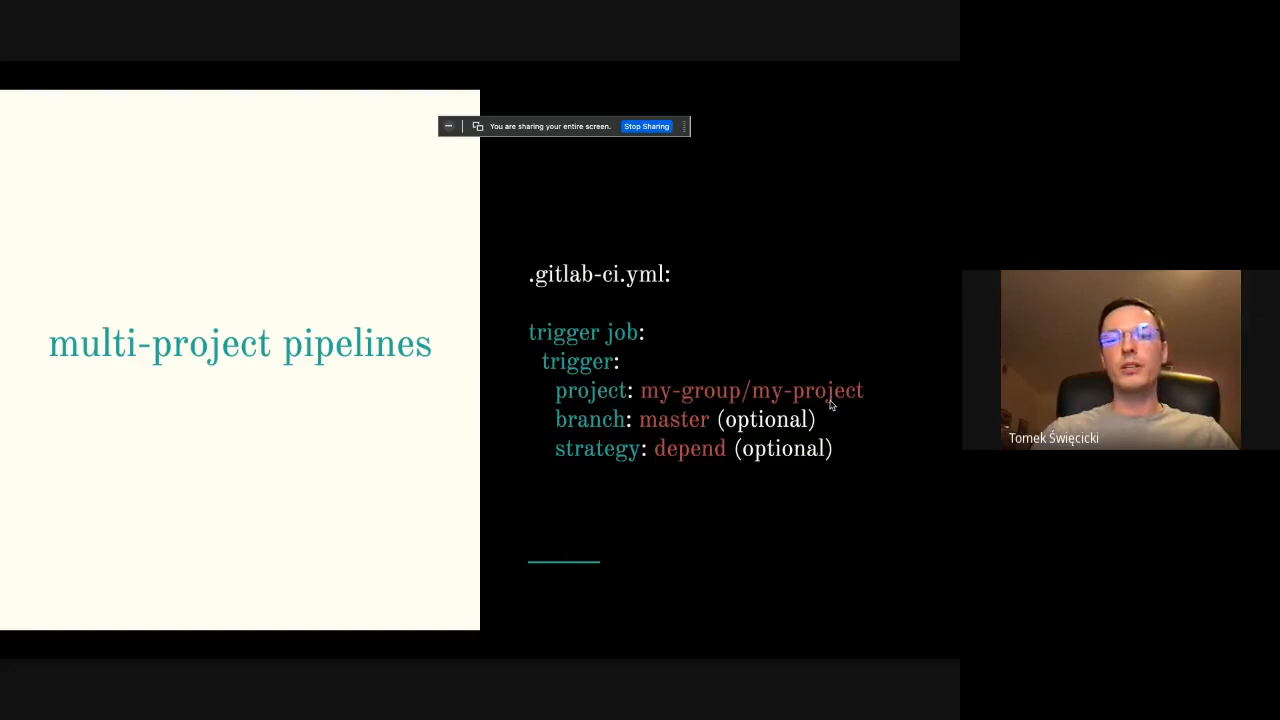 You are sharing your entire screen. Stop Sharing
multi-project pipelines
.gitlab-ci.yml:
trigger job:
trigger:
project: my-group/my-project
branch: master (optional)
strategy: depend (optional)
Tomek Święcicki